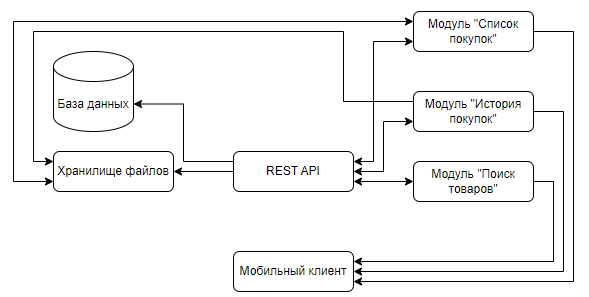 Модуль "Список
покупок"
База данных
Модуль "История
покупок"
Хранилище файлов
REST API
Модуль "Поиск
товаров"
Мобильный клиент